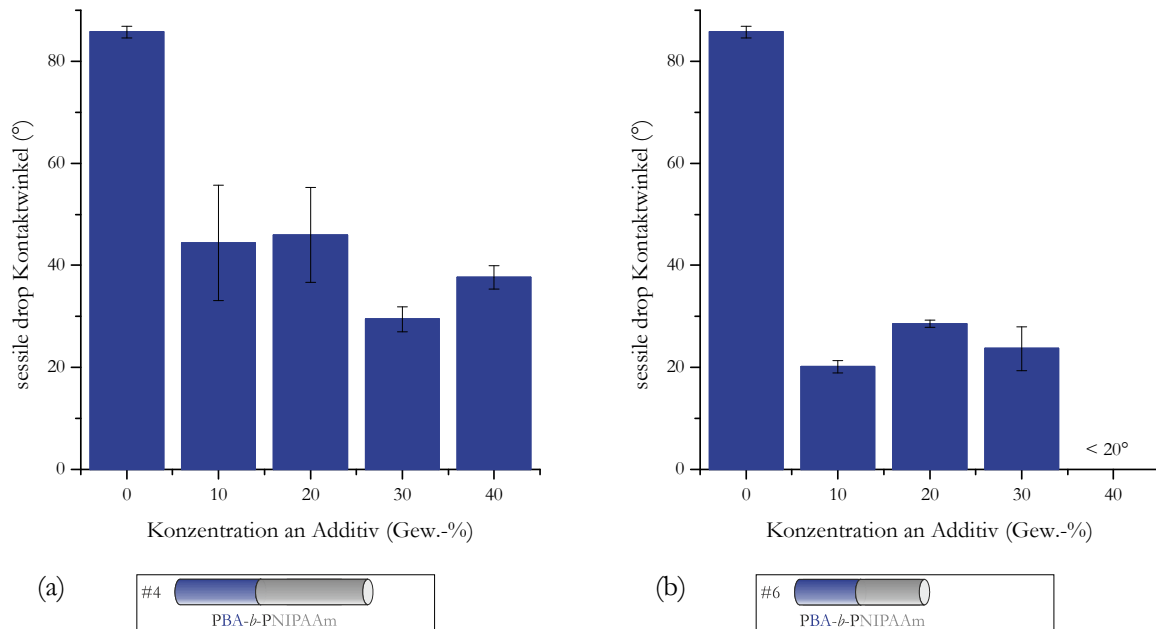 80
60
40
20
0
sessile drop Kontaktwinkel (°)
0 10 20 30 40
Konzentration an Additiv (Gew.-%)
(a)
#4
PBA-b-PNIPAAm
80
60
40
20
0
sessile drop Kontaktwinkel (°)
< 20°
0 10 20 30 40
Konzentration an Additiv (Gew.-%)
(b)
#6
PBA-b-PNIPAAm